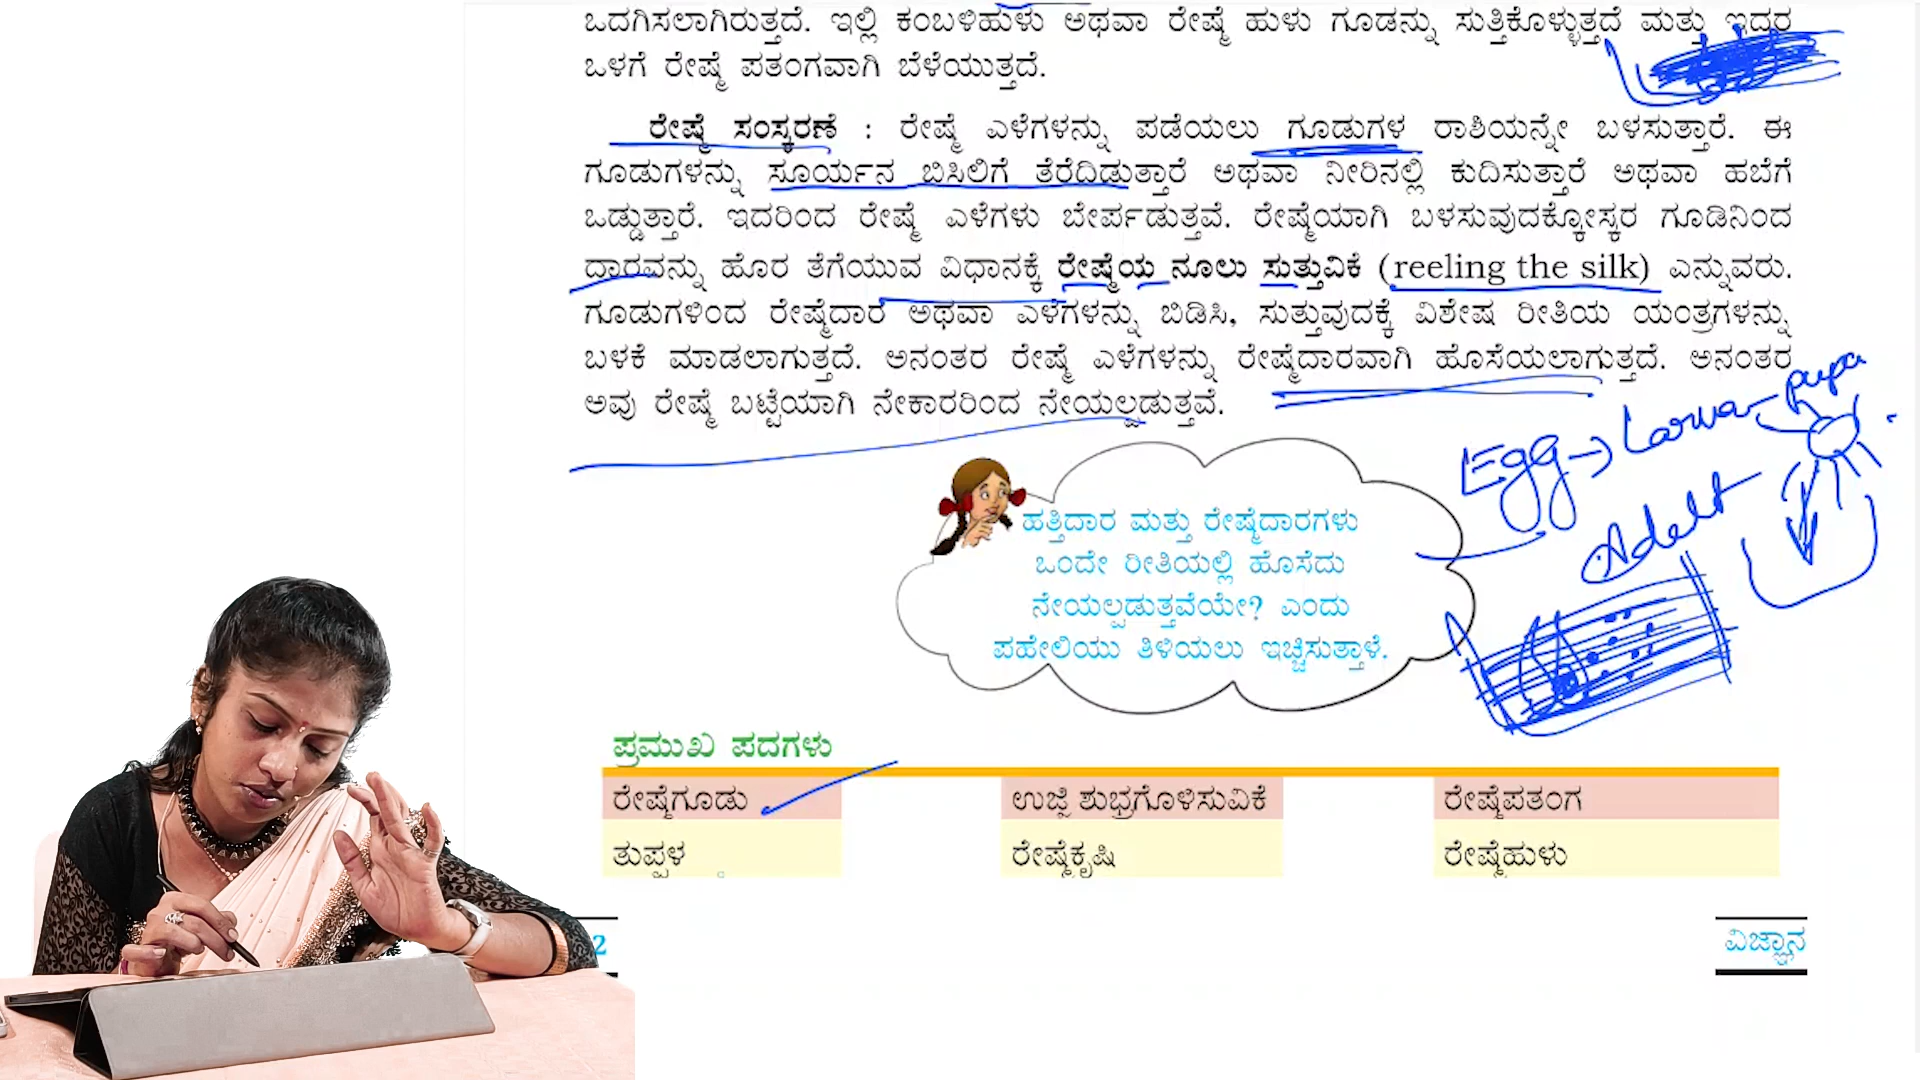 ಒದಗಿಸಲಾಗಿರುತ್ತದೆ. ಇಲ್ಲಿ ಕಂಬಳಿಹುಳು ಅಥವಾ ರೇಷ್ಮೆ ಹುಳು ಗೂಡನ್ನು ಸುತ್ತಿಕೊಳ್ಳುತ್ತದೆ ಮತ್ತು ಇದರ
ಒಳಗೆ ರೇಷ್ಮೆ ಪತಂಗವಾಗಿ ಬೆಳೆಯುತ್ತದೆ.
ರೇಷ್ಮೆ ಸಂಸ್ಕರಣೆ : ರೇಷ್ಮೆ ಎಳೆಗಳನ್ನು ಪಡೆಯಲು ಗೂಡುಗಳ ರಾಶಿಯನ್ನೇ ಬಳಸುತ್ತಾರೆ. ಈ
ಗೂಡುಗಳನ್ನು ಸೂರ್ಯನ ಬಿಸಿಲಿಗೆ ತೆರೆದಿಡುತ್ತಾರೆ ಅಥವಾ ನೀರಿನಲ್ಲಿ ಕುದಿಸುತ್ತಾರೆ ಅಥವಾ ಹಬೆಗೆ
ಒಡ್ಡುತ್ತಾರೆ. ಇದರಿಂದ ರೇಷ್ಮೆ ಎಳೆಗಳು ಬೇರ್ಪಡುತ್ತವೆ. ರೇಷ್ಮೆಯಾಗಿ ಬಳಸುವುದಕ್ಕೋಸ್ಕರ ಗೂಡಿನಿಂದ
ದಾರವನ್ನು ಹೊರ ತೆಗೆಯುವ ವಿಧಾನಕ್ಕೆ ರೇಷ್ಮೆಯ ನೂಲು ಸುತ್ತುವಿಕೆ (reeling the silk) ಎನ್ನುವರು.
ಗೂಡುಗಳಿಂದ ರೇಷ್ಮೆದಾರ ಅಥವಾ ಎಳೆಗಳನ್ನು ಬಿಡಿಸಿ, ಸುತ್ತುವುದಕ್ಕೆ ವಿಶೇಷ ರೀತಿಯ ಯಂತ್ರಗಳನ್ನು
ಬಳಕೆ ಮಾಡಲಾಗುತ್ತದೆ. ಅನಂತರ ರೇಷ್ಮೆ ಎಳೆಗಳನ್ನು ರೇಷ್ಮೆದಾರವಾಗಿ ಹೊಸೆಯಲಾಗುತ್ತದೆ. ಅನಂತರ
ಅವು ರೇಷ್ಮೆ ಬಟ್ಟೆಯಾಗಿ ನೇಕಾರರಿಂದ ನೇಯಲ್ಪಡುತ್ತವೆ.
Egg → Larva pupa
Adelt
ಹತ್ತಿದಾರ ಮತ್ತು ರೇಷ್ಮೆದಾರಗಳು
ಒಂದೇ ರೀತಿಯಲ್ಲಿ ಹೊಸೆದು
ನೇಯಲ್ಪಡುತ್ತವೆಯೇ? ಎಂದು
ಪಹೇಲಿಯು ತಿಳಿಯಲು ಇಚ್ಚಿಸುತ್ತಾಳೆ.
ಪ್ರಮುಖ ಪದಗಳು
ರೇಷ್ಮೆಗೂಡು ಉಜ್ಜಿ ಶುಭ್ರಗೊಳಿಸುವಿಕೆ ರೇಷ್ಮೆಪತಂಗ
ತುಪ್ಪಳ ರೇಷ್ಮೆಕೃಷಿ ರೇಷ್ಮೆಹುಳು
2 ವಿಜ್ಞಾನ